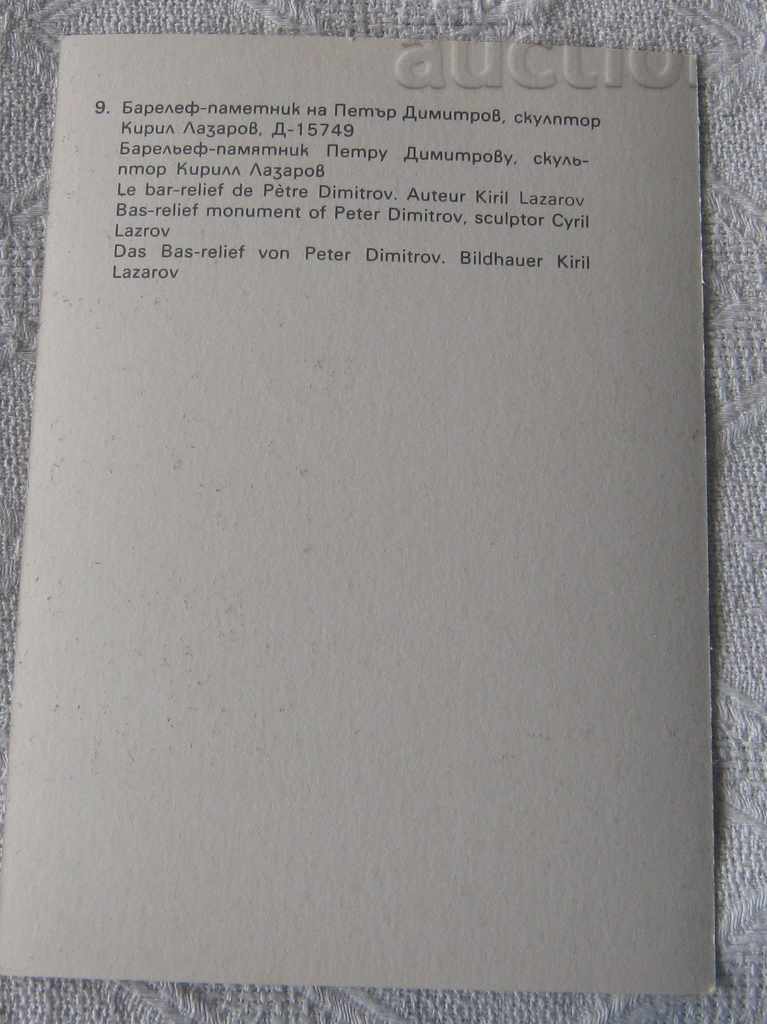 auction
9. Барелеф-паметник на Петър Димитров, скулптор
Кирил Лазаров, Д-15749
Барельеф-памятник Петру Димитрову, скуль-
птор Кирилл Лазаров
Le bar-relief de Pètre Dimitrov. Auteur Kiril Lazarov
Bas-relief monument of Peter Dimitrov, sculptor Cyril
Lazrov
Das Bas-relief von Peter Dimitrov. Bildhauer Kiril
Lazarov